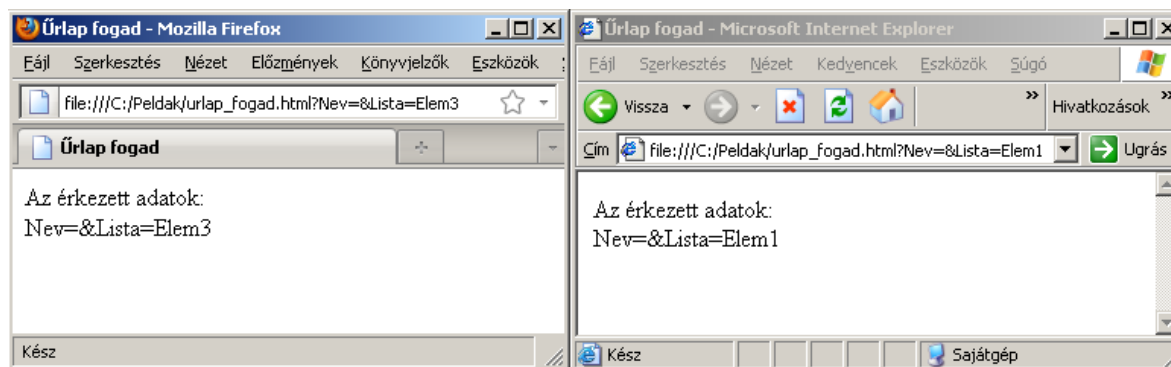 Űrlap fogad - Mozilla Firefox
Fájl Szerkesztés Nézet Előzmények Könyvjelzők Eszközök
file:///C:/Peldak/urlap_fogad.html?Nev=&Lista=Elem3
Űrlap fogad
Az érkezett adatok:
Nev=&Lista=Elem3
Kész
Űrlap fogad - Microsoft Internet Explorer
Fájl Szerkesztés Nézet Kedvencek Eszközök Súgó
Vissza » Hivatkozások »
Cím file:///C:/Peldak/urlap_fogad.html?Nev=&Lista=Elem1 Ugrás
Az érkezett adatok:
Nev=&Lista=Elem1
Kész Sajátgép